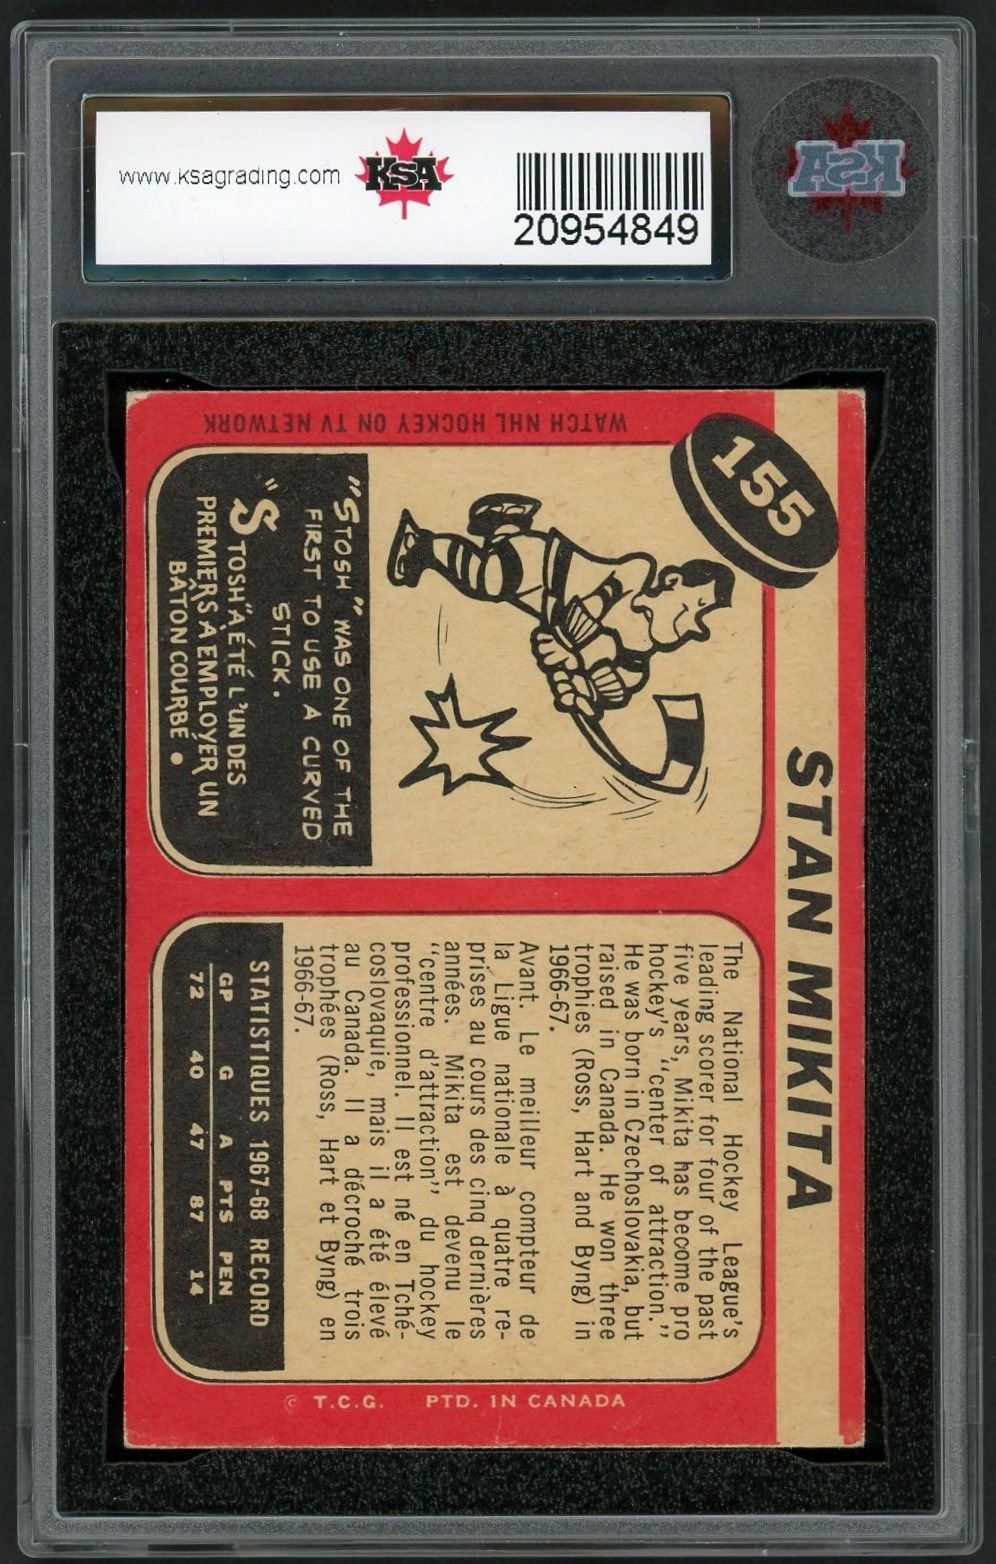 www.ksagrading.com
KSA
20954849
KSA
WATCH NHL HOCKEY ON TV NETWORK
155
STAN MIKITA
"STOSH" WAS ONE OF THE
FIRST TO USE A CURVED
STICK.
"STOSH" A ÉTÉ L'UN DES
PREMIERS À EMPLOYER UN
BÂTON COURBÉ.
The National Hockey League's
leading scorer for four of the past
five years, Mikita has become pro
hockey's "center of attraction."
He was born in Czechoslovakia, but
raised in Canada. He won three
trophies (Ross, Hart and Byng) in
1966-67.
Avant. Le meilleur compteur de
la Ligue nationale à quatre re-
prises au cours des cinq dernières
années. Mikita est devenu le
"centre d'attraction" du hockey
professionnel. Il est né en Tché-
coslovaquie, mais il a été élevé
au Canada. Il a décroché trois
trophées (Ross, Hart et Byng) en
1966-67.
STATISTIQUES 1967-68 RECORD
GP G A PTS PEN
72 40 47 87 14
© T.C.G. PTD. IN CANADA